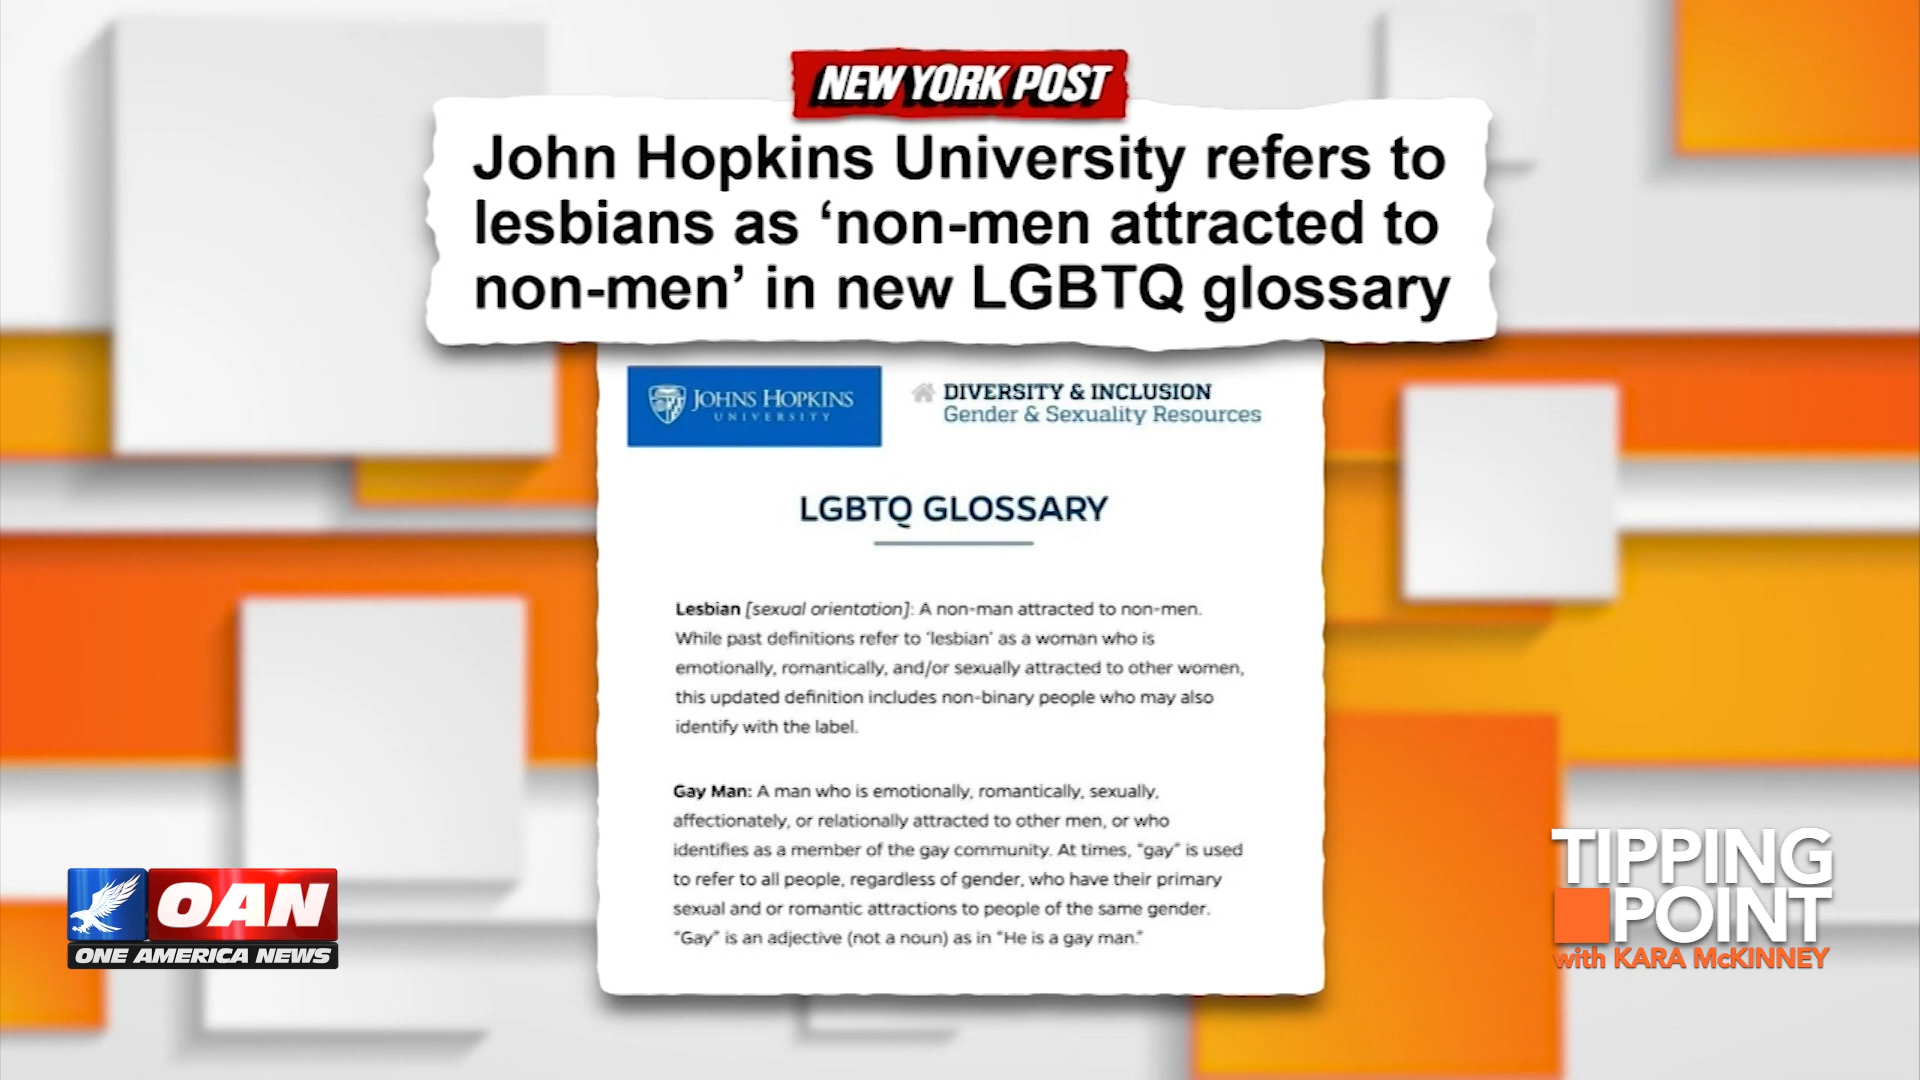 NEW YORK POST
John Hopkins University refers to
lesbians as ‘non-men attracted to
non-men’ in new LGBTQ glossary
JOHNS HOPKINS
UNIVERSITY
DIVERSITY & INCLUSION
Gender & Sexuality Resources
LGBTQ GLOSSARY
Lesbian [sexual orientation]: A non-man attracted to non-men.
While past definitions refer to ‘lesbian’ as a woman who is
emotionally, romantically, and/or sexually attracted to other women,
this updated definition includes non-binary people who may also
identify with the label.
Gay Man: A man who is emotionally, romantically, sexually,
affectionately, or relationally attracted to other men, or who
identifies as a member of the gay community. At times, “gay” is used
to refer to all people, regardless of gender, who have their primary
sexual and or romantic attractions to people of the same gender.
“Gay” is an adjective (not a noun) as in “He is a gay man.”
OAN
ONE AMERICA NEWS
TIPPING
POINT
with KARA McKINNEY